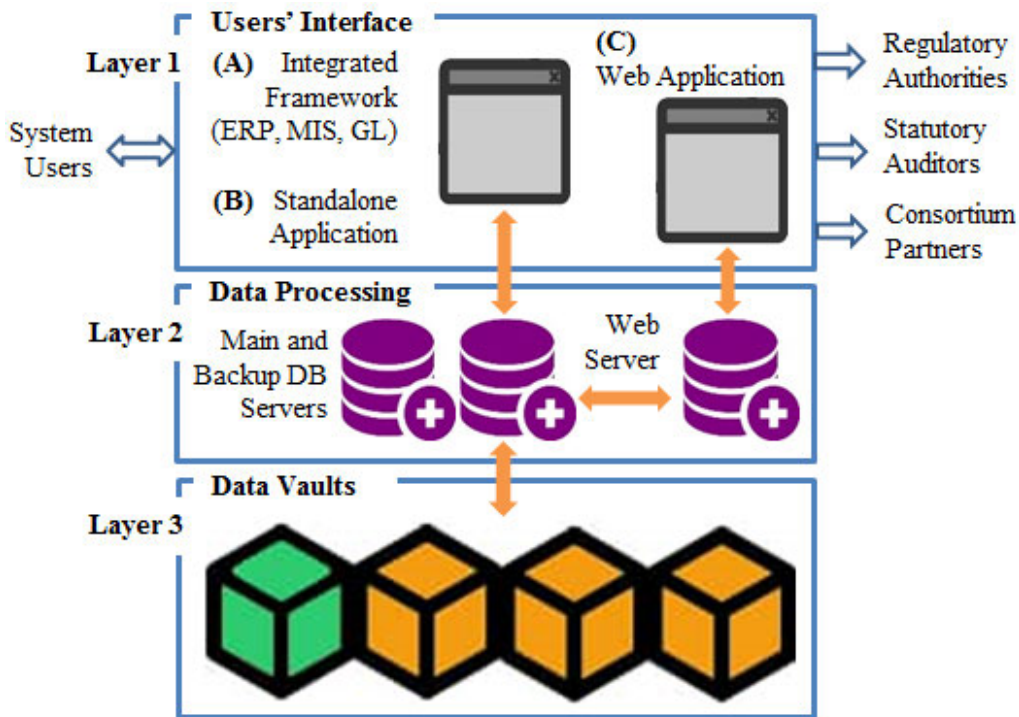 Users' Interface
Layer 1
(A) Integrated
Framework
(ERP, MIS, GL)
(B) Standalone
Application
(C)
Web Application
System
Users
Regulatory
Authorities
Statutory
Auditors
Consortium
Partners
Data Processing
Layer 2
Main and
Backup DB
Servers
Web
Server
Data Vaults
Layer 3